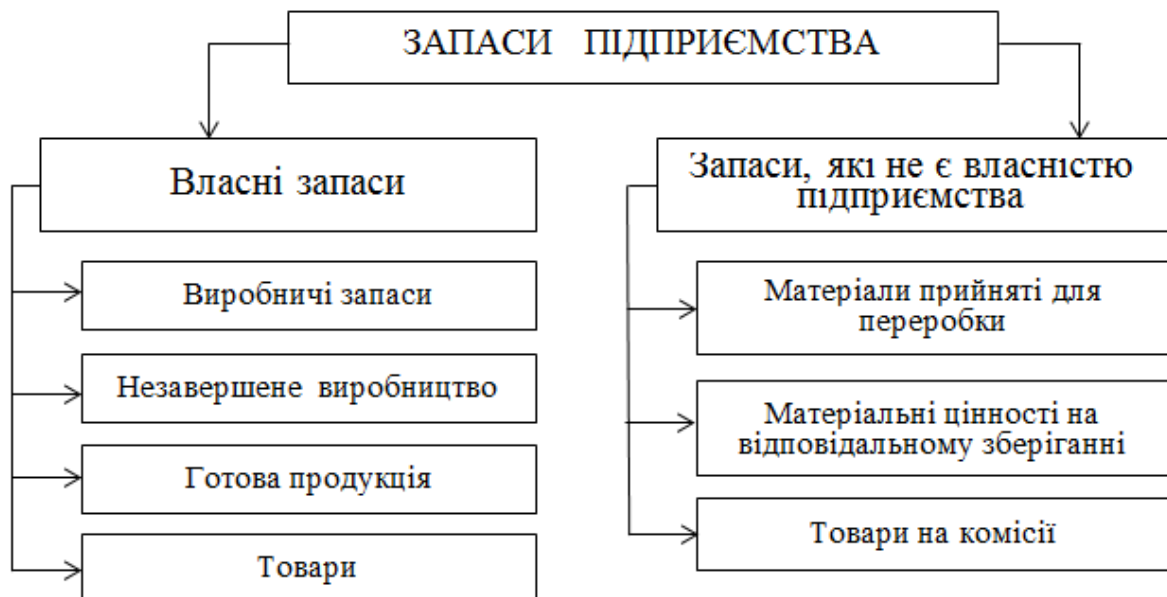 ЗАПАСИ ПІДПРИЄМСТВА
Власні запаси
Виробничі запаси
Незавершене виробництво
Готова продукція
Товари
Запаси, які не є власністю
підприємства
Матеріали прийняті для
переробки
Матеріальні цінності на
відповідальному зберіганні
Товари на комісії